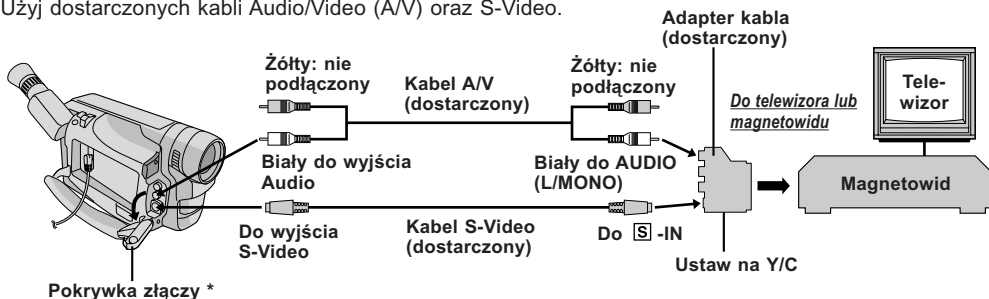 Użyj dostarczonych kabli Audio/Video (A/V) oraz S-Video.
Adapter kabla
(dostarczony)
Żółty: nie
podłączony
Kabel A/V
(dostarczony)
Żółty: nie
podłączony
Do telewizora lub
magnetowidu
Tele-
wizor
Biały do wyjścia
Audio
Biały do AUDIO
(L/MONO)
Magnetowid
Do wyjścia
S-Video
Kabel S-Video
(dostarczony)
Do S -IN
Ustaw na Y/C
Pokrywka złączy *